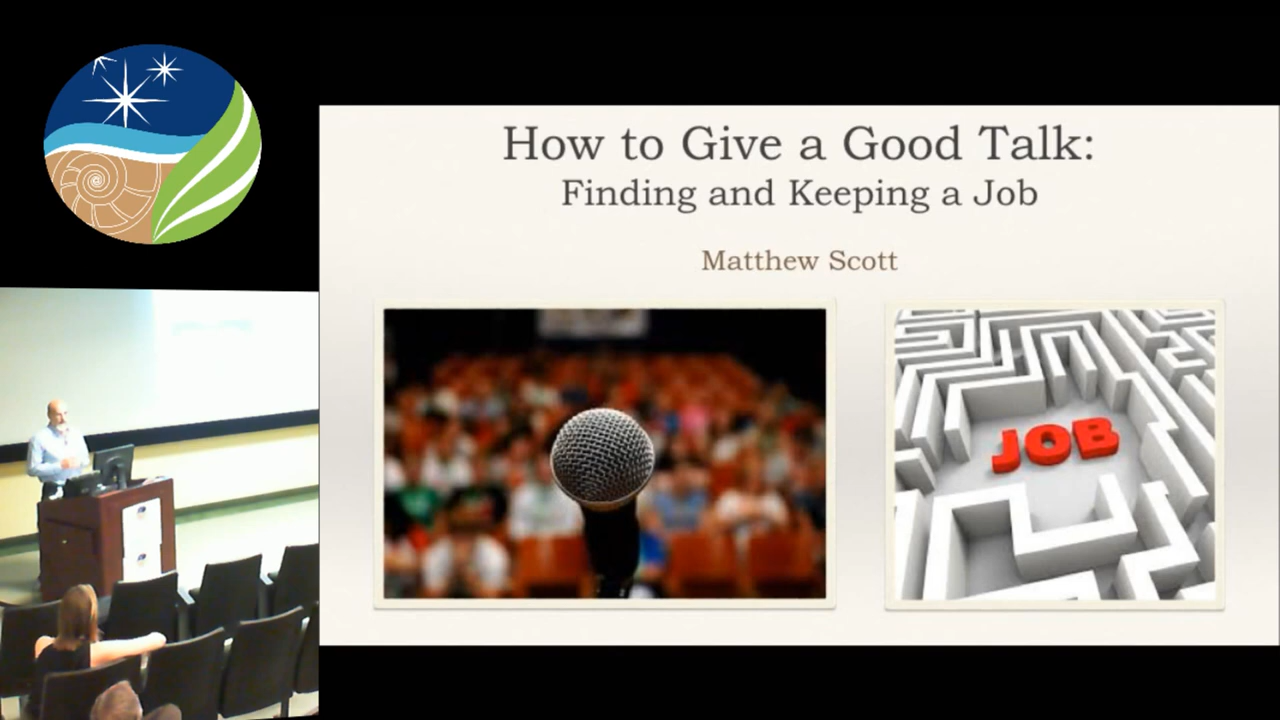 How to Give a Good Talk:
Finding and Keeping a Job
Matthew Scott
JOB